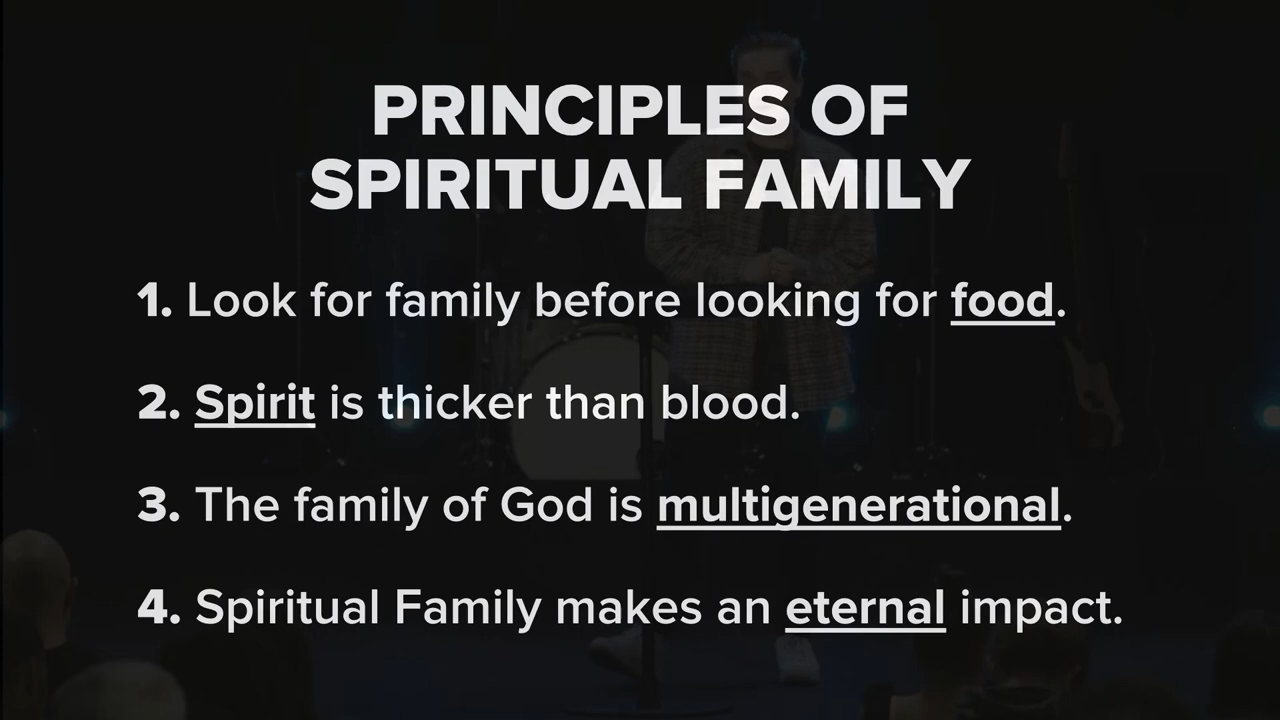 PRINCIPLES OF
SPIRITUAL FAMILY
1. Look for family before looking for food.
2. Spirit is thicker than blood.
3. The family of God is multigenerational.
4. Spiritual Family makes an eternal impact.